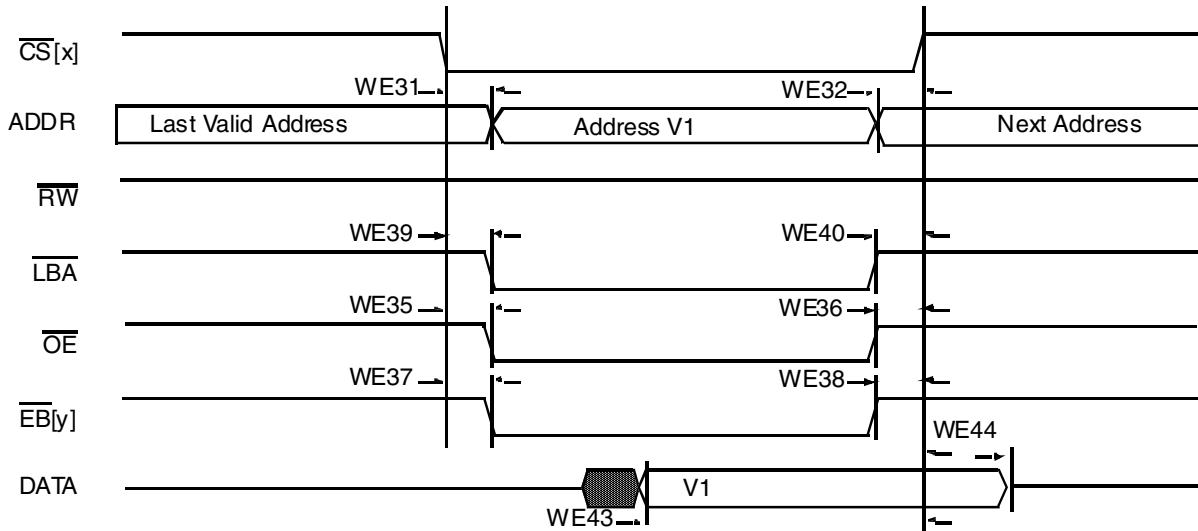 CS[x]
WE31
WE32
ADDR
Last Valid Address
Address V1
Next Address
RW
WE39
WE40
LBA
WE35
WE36
OE
WE37
WE38
EB[y]
WE44
DATA
V1
WE43